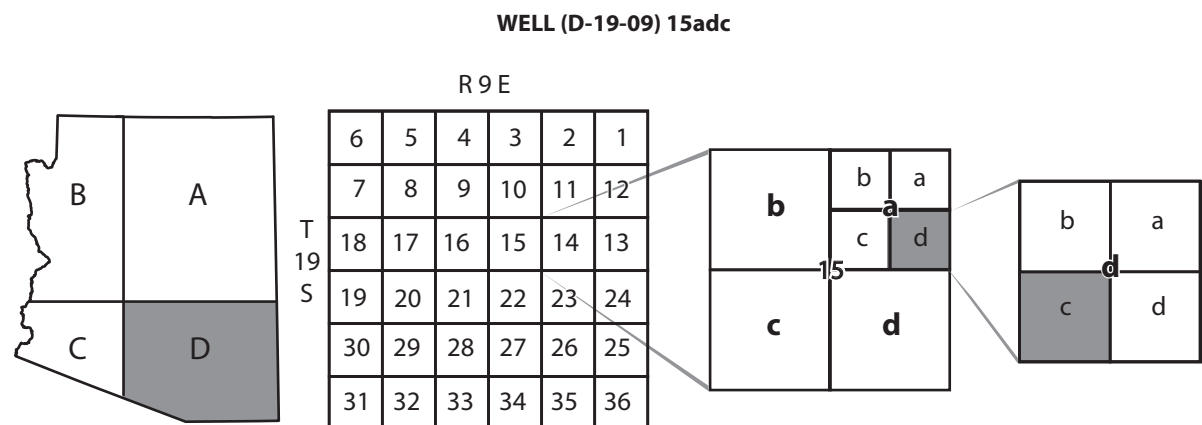 WELL (D-19-09) 15adc
R 9 E
B A
C D
T
19
S
6 5 4 3 2 1
7 8 9 10 11 12
18 17 16 15 14 13
19 20 21 22 23 24
30 29 28 27 26 25
31 32 33 34 35 36
b a
b a
c d
15
c d
b a
d
c d